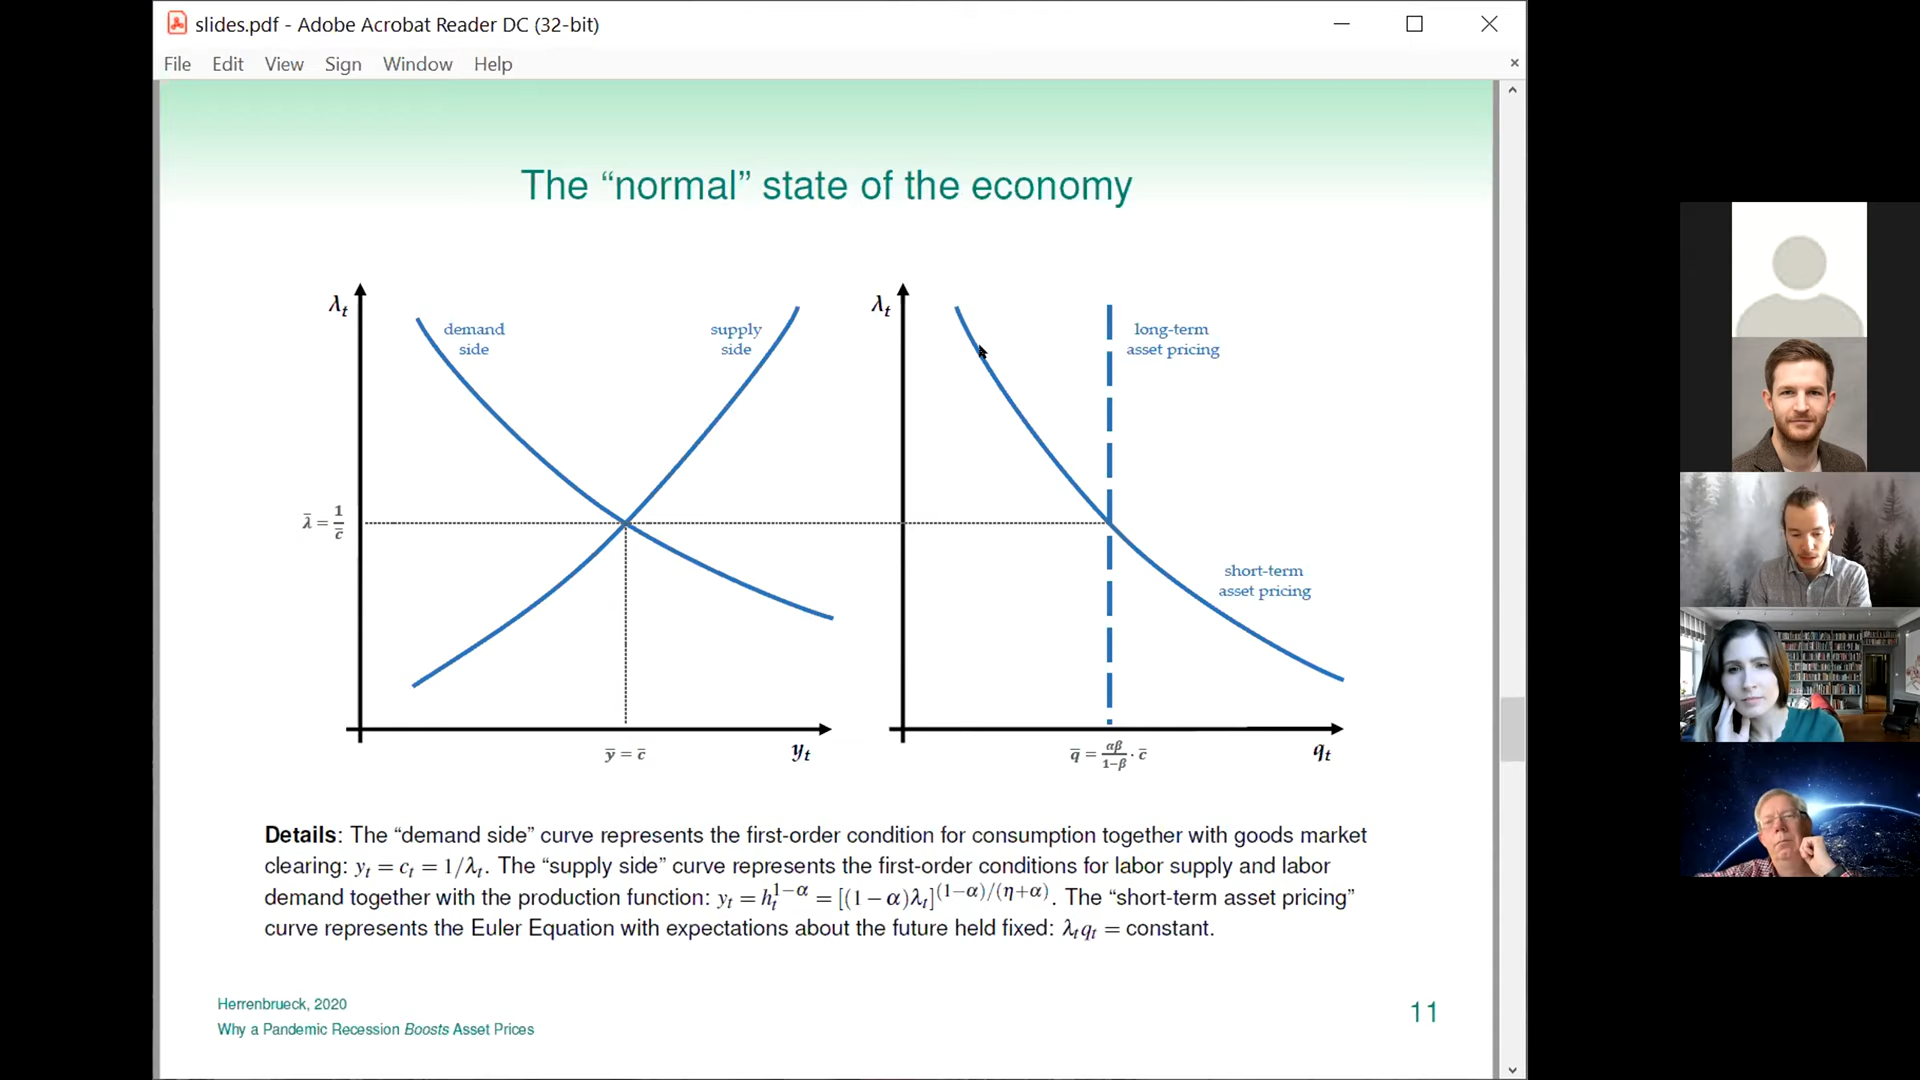 slides.pdf - Adobe Acrobat Reader DC (32-bit)
File Edit View Sign Window Help
The “normal” state of the economy
λt
demand side
supply side
λ̄ = 1/c̄
ȳ = c̄
yt
λt
long-term asset pricing
short-term asset pricing
q̄ = αβ/(1−β) · c̄
qt
Details: The “demand side” curve represents the first-order condition for consumption together with goods market
clearing: yt = ct = 1/λt. The “supply side” curve represents the first-order conditions for labor supply and labor
demand together with the production function: yt = ht^(1−α) = [(1−α)λt]^((1−α)/(η+α)). The “short-term asset pricing”
curve represents the Euler Equation with expectations about the future held fixed: λt qt = constant.
Herrenbrueck, 2020
Why a Pandemic Recession Boosts Asset Prices
11